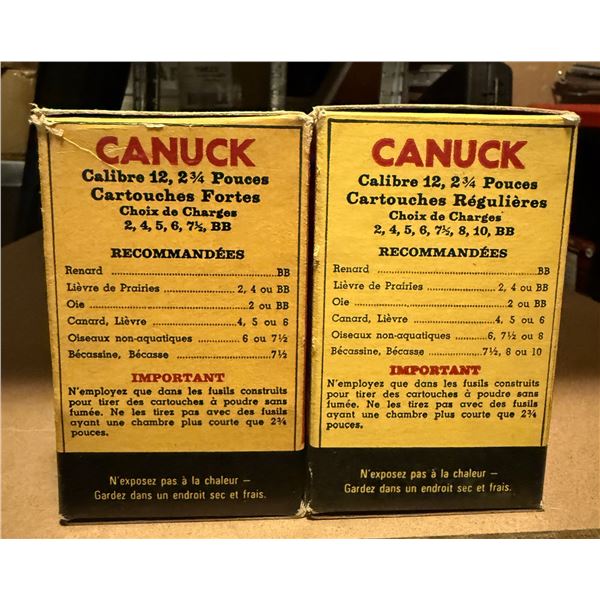 CANUCK
Calibre 12, 2¾ Pouces
Cartouches Fortes
Choix de Charges
2, 4, 5, 6, 7½, BB
RECOMMANDÉES
Renard ........ BB
Lièvre de Prairies ........ 2, 4 ou BB
Oie ........ 2 ou BB
Canard, Lièvre ........ 4, 5 ou 6
Oiseaux non-aquatiques ........ 6 ou 7½
Bécassine, Bécasse ........ 7½
IMPORTANT
N'employez que dans les fusils construits
pour tirer des cartouches à poudre sans
fumée. Ne les tirez pas avec des fusils
ayant une chambre plus courte que 2¾
pouces.
N'exposez pas à la chaleur –
Gardez dans un endroit sec et frais.
CANUCK
Calibre 12, 2¾ Pouces
Cartouches Régulières
Choix de Charges
2, 4, 5, 6, 7½, 8, 10, BB
RECOMMANDÉES
Renard ........ BB
Lièvre de Prairies ........ 2, 4 ou BB
Oie ........ 2 ou BB
Canard, Lièvre ........ 4, 5 ou 6
Oiseaux non-aquatiques ........ 6, 7½ ou 8
Bécassine, Bécasse ........ 7½, 8 ou 10
IMPORTANT
N'employez que dans les fusils construits
pour tirer des cartouches à poudre sans
fumée. Ne les tirez pas avec des fusils
ayant une chambre plus courte que 2¾
pouces.
N'exposez pas à la chaleur –
Gardez dans un endroit sec et frais.